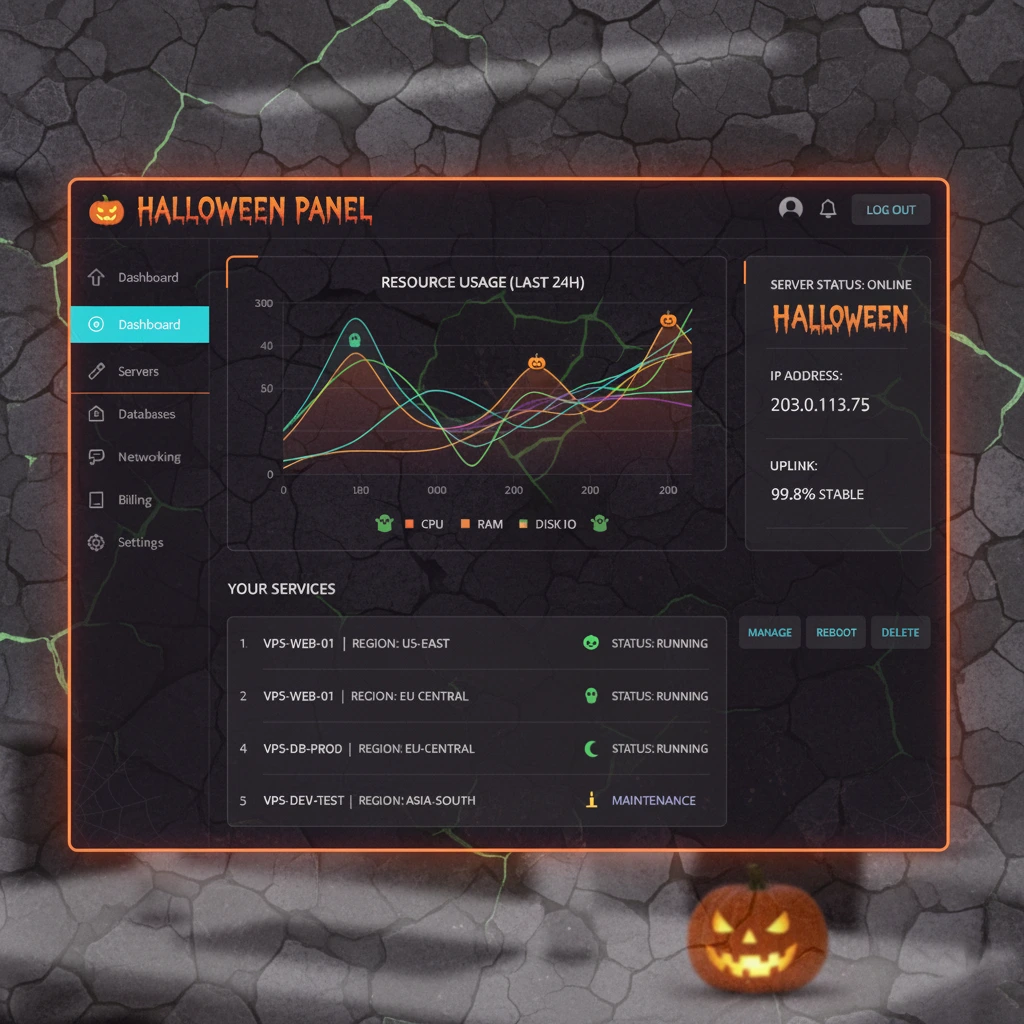 HALLOWEEN PANEL
LOG OUT
Dashboard
Dashboard
Servers
Databases
Networking
Billing
Settings
RESOURCE USAGE (LAST 24H)
300
40
50
0
0 180 000 200 200 200
CPU RAM DISK IO
SERVER STATUS: ONLINE
HALLOWEEN
IP ADDRESS:
203.0.113.75
UPLINK:
99.8% STABLE
YOUR SERVICES
1. VPS-WEB-01 | REGION: US-EAST STATUS: RUNNING
2 VPS-WEB-01 | RECION: EU CENTRAL STATUS: RUNNING
4 VPS-DB-PROD | REGION: EU-CENTRAL STATUS: RUNNING
5 VPS-DEV-TEST | REGION: ASIA-SOUTH MAINTENANCE
MANAGE REBOOT DELETE